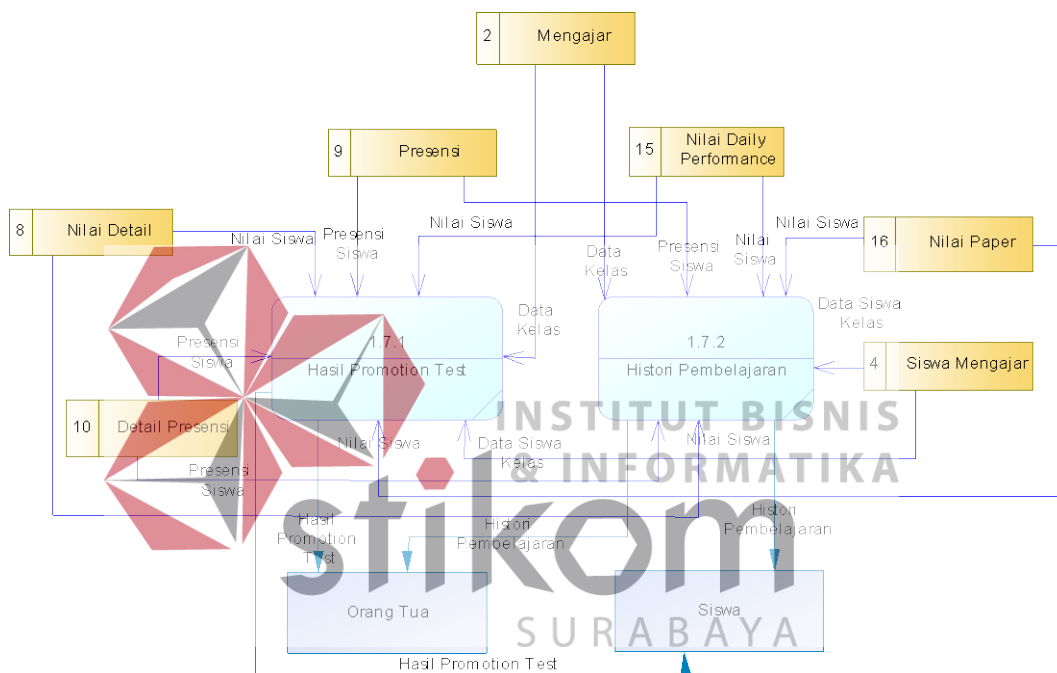 2 Mengajar
9 Presensi
15 Nilai Daily
Performance
8 Nilai Detail
16 Nilai Paper
Nilai Siswa
Presensi
Siswa
Nilai Siswa
Data
Kelas
Presensi
Siswa
Nilai
Siswa
Nilai Siswa
Data Siswa
Kelas
Data
Kelas
Presensi
Siswa
1.7.1
Hasil Promotion Test
1.7.2
Histori Pembelajaran
4 Siswa Mengajar
10 Detail Presensi
Nilai Siswa
Data Siswa
Kelas
Nilai Siswa
Presensi
Siswa
INSTITUT BISNIS
& INFORMATIKA
stikom
SURABAYA
Hasil
Promotion
Test
Histori
Pembelajaran
Histori
Pembelajaran
Orang Tua
Siswa
Hasil Promotion Test